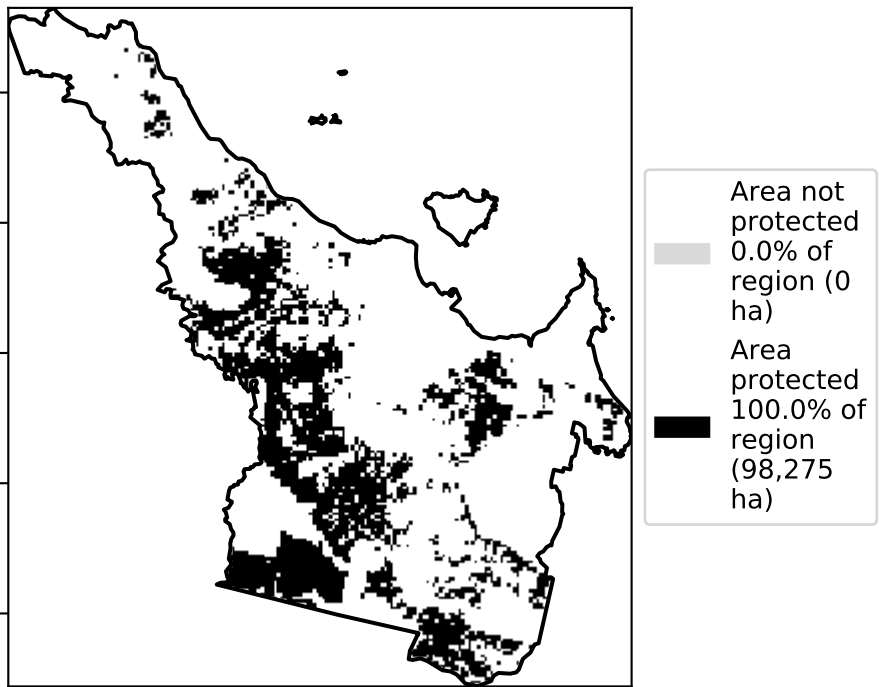 Area not
protected
0.0% of
region (0
ha)
Area
protected
100.0% of
region
(98,275
ha)